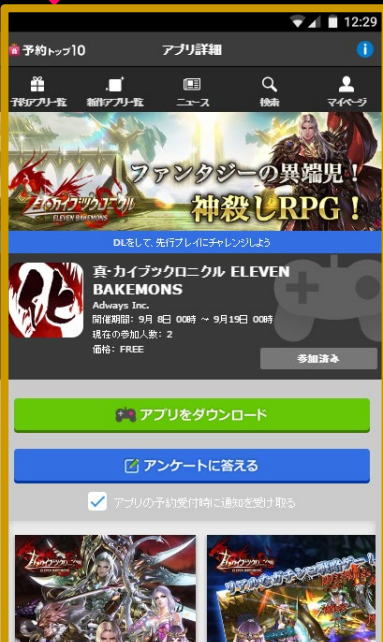 12:29
予約トップ10
アプリ詳細
予約アプリ一覧
新作アプリ一覧
ニュース
検索
マイページ
ファンタジーの異端児！
神殺しRPG！
真・カイブツクロニクル
ELEVEN BAKEMONS
DLをして、先行プレイにチャレンジしよう
真・カイブツクロニクル ELEVEN
BAKEMONS
Adways Inc.
開催期間： 9月 8日 00時 ～ 9月19日 00時
現在の参加人数： 2
価格： FREE
参加済み
アプリをダウンロード
アンケートに答える
アプリの予約受付時に通知を受け取る